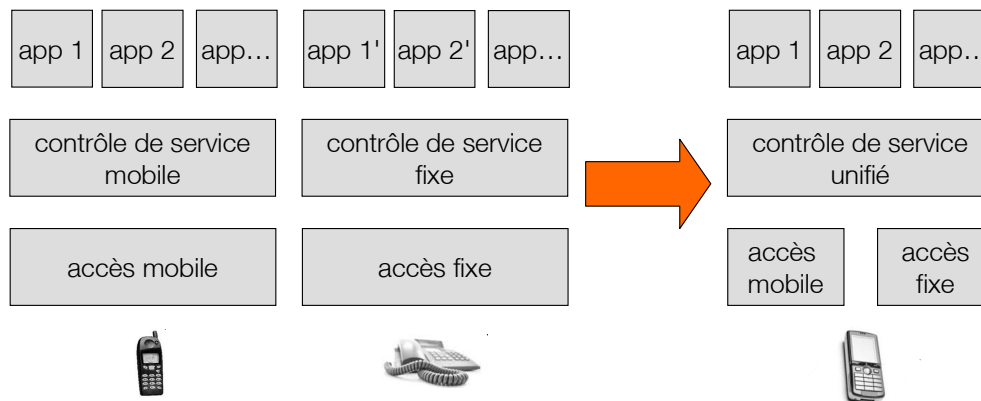 app 1 app 2 app... app 1' app 2' app... app 1 app 2 app..
contrôle de service mobile
contrôle de service fixe
contrôle de service unifié
accès mobile
accès fixe
accès mobile
accès fixe